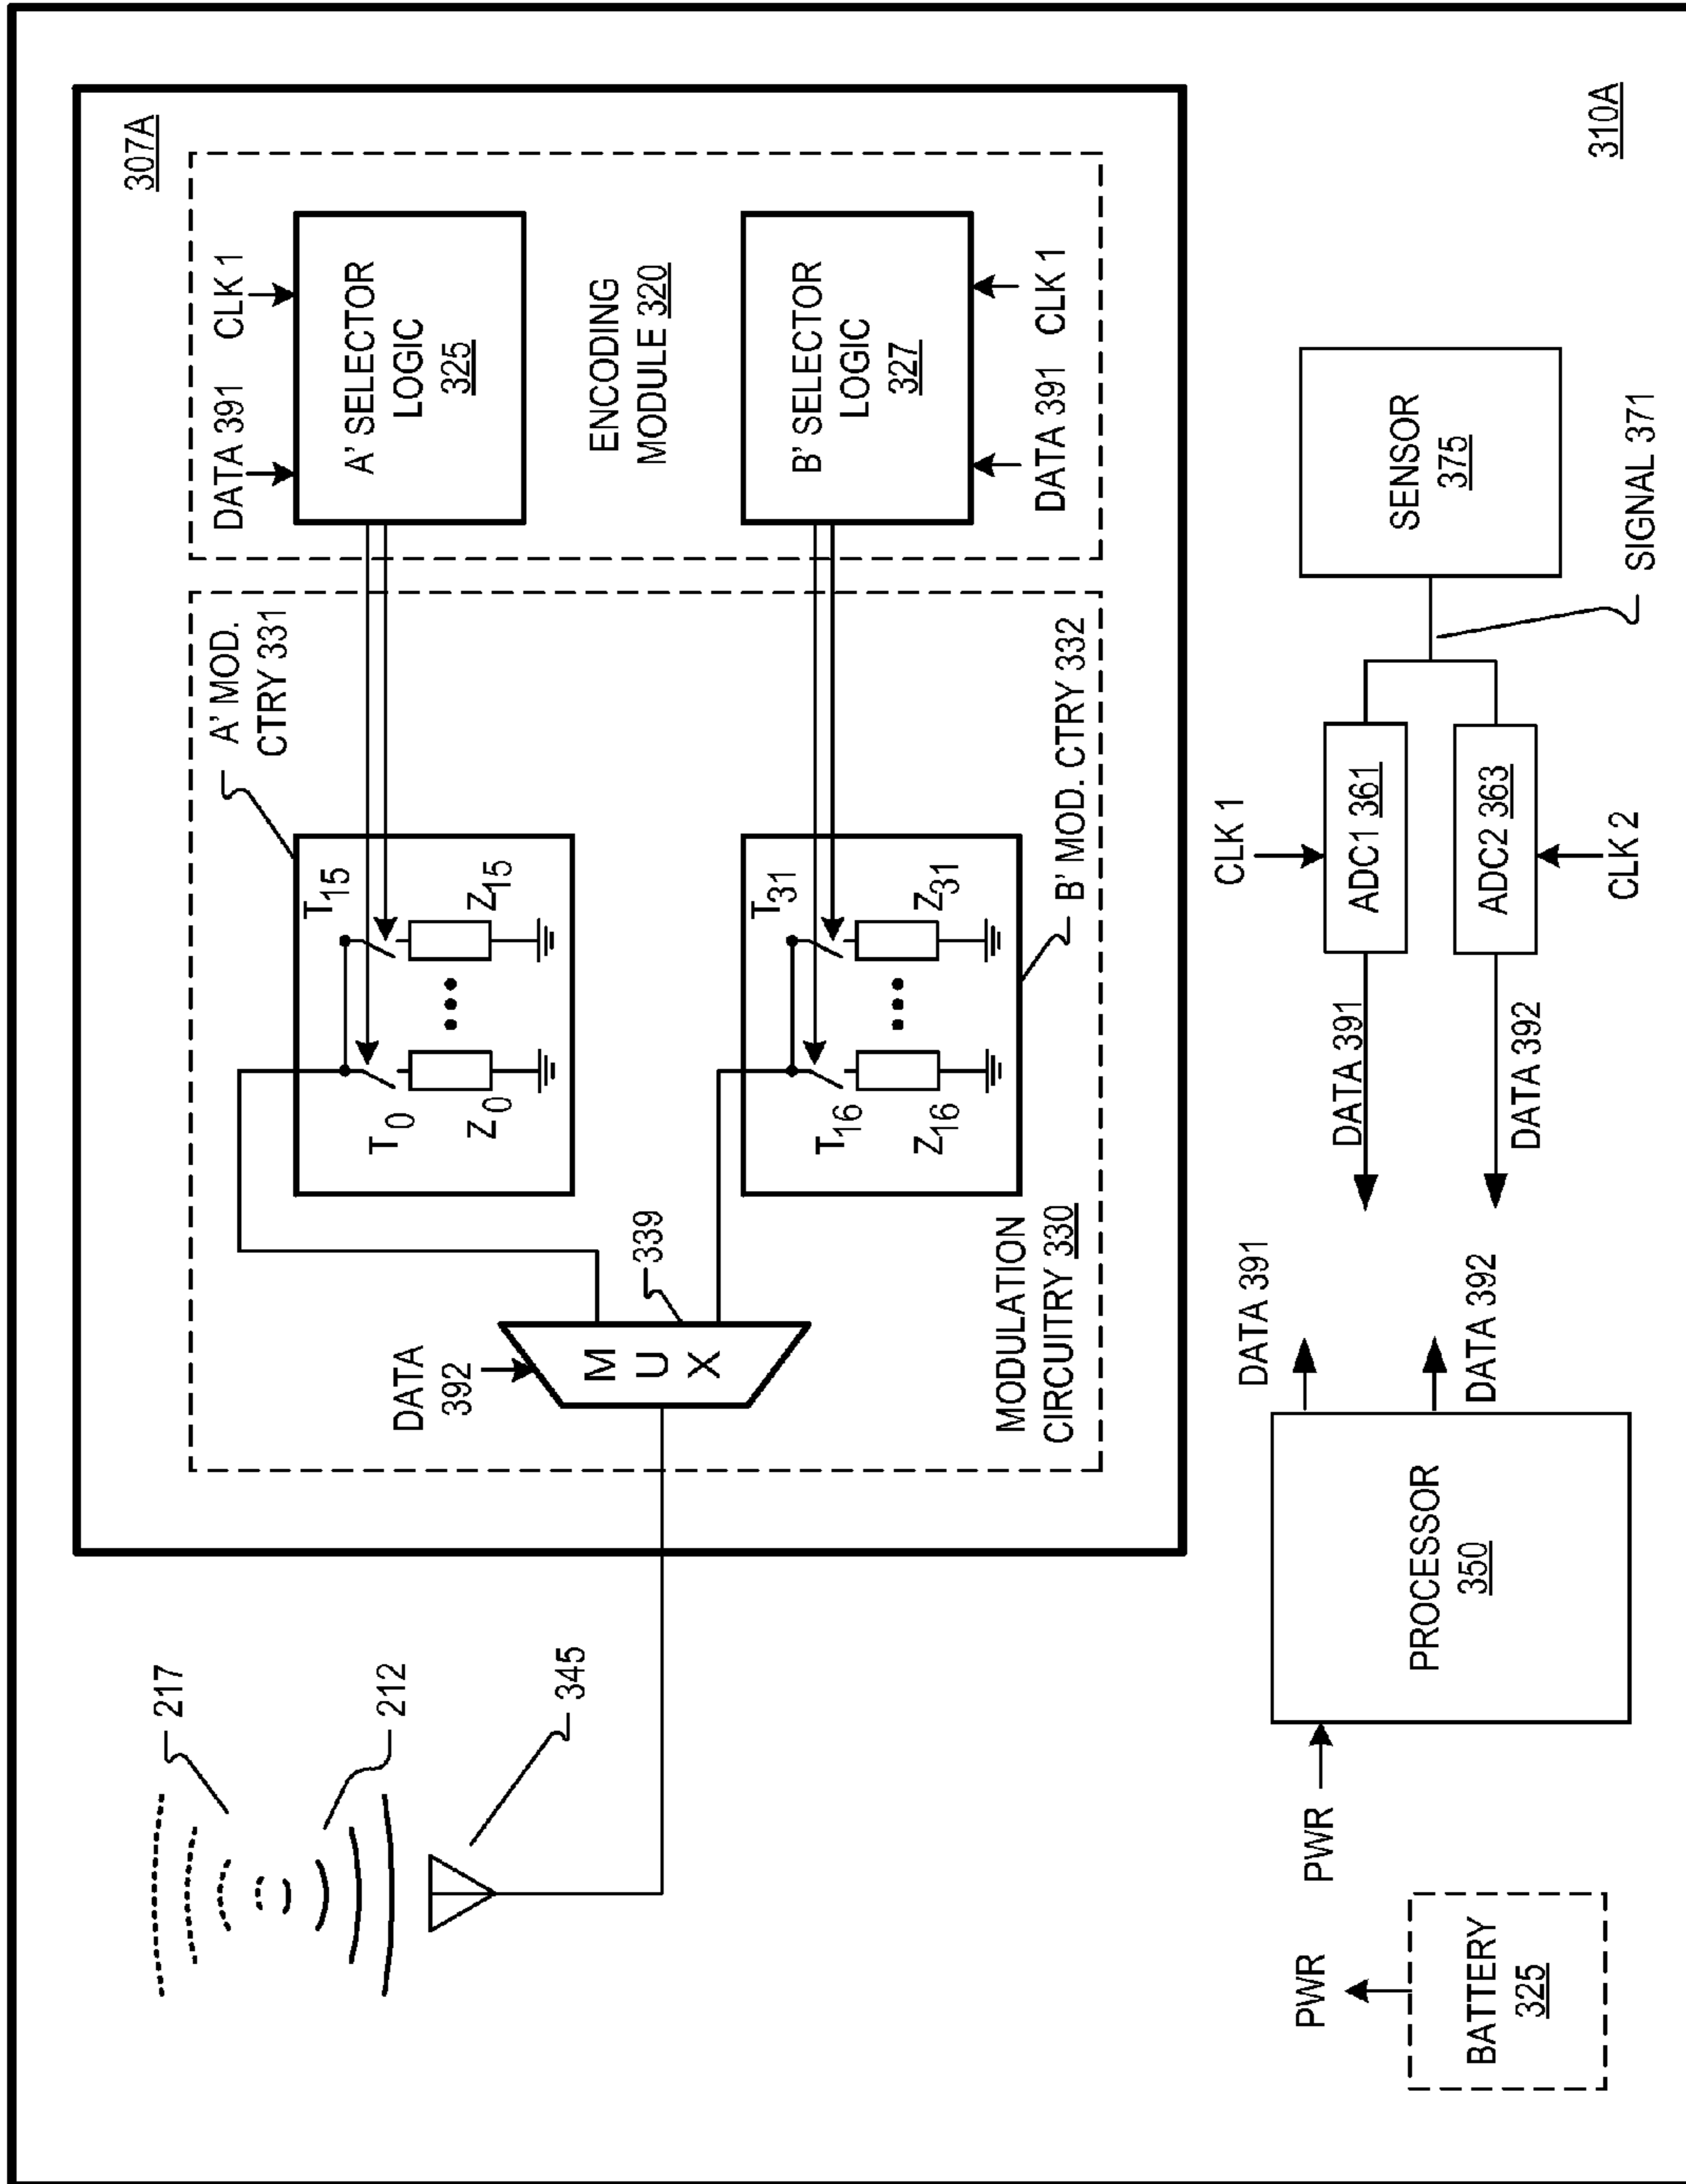 307A
217
212
345
DATA
392
M
U
X
339
MODULATION
CIRCUITRY 330
A' MOD.
CTRY 331
T0
Z0
T15
Z15
T16
Z16
T31
Z31
B' MOD. CTRY 332
DATA 391
CLK 1
A' SELECTOR
LOGIC
325
ENCODING
MODULE 320
B' SELECTOR
LOGIC
327
DATA 391
CLK 1
PWR
BATTERY
325
PWR
PROCESSOR
350
DATA 391
DATA 392
DATA 391
DATA 392
CLK 1
ADC1 361
ADC2 363
CLK 2
SENSOR
375
SIGNAL 371
310A